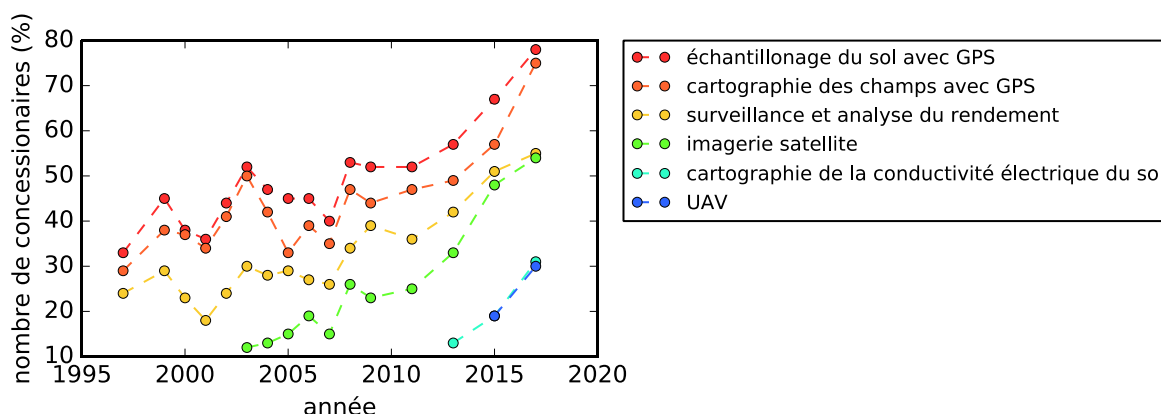 nombre de concessionaires (%)
80
70
60
50
40
30
20
10
1995 2000 2005 2010 2015 2020
année
échantillonage du sol avec GPS
cartographie des champs avec GPS
surveillance et analyse du rendement
imagerie satellite
cartographie de la conductivité électrique du so
UAV